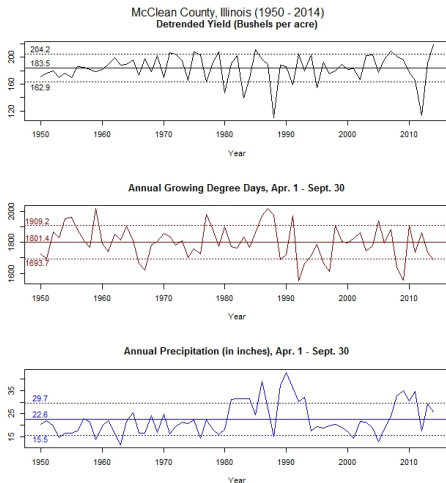 McClean County, Illinois (1950 - 2014)
Detrended Yield (Bushels per acre)
204.2
183.5
162.9
200
160
120
1950 1960 1970 1980 1990 2000 2010
Year
Annual Growing Degree Days, Apr. 1 - Sept. 30
1909.2
1801.4
1693.7
2000
1800
1600
1950 1960 1970 1980 1990 2000 2010
Year
Annual Precipitation (in inches), Apr. 1 - Sept. 30
29.7
22.6
15.5
35
25
15
1950 1960 1970 1980 1990 2000 2010
Year